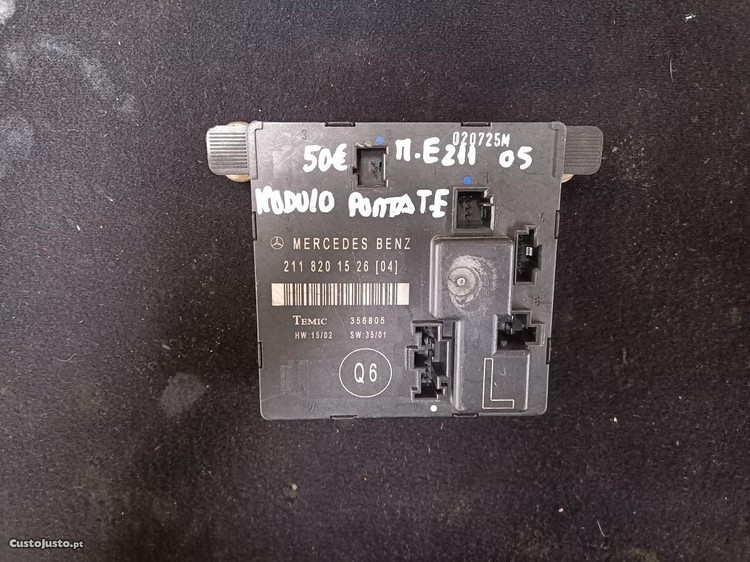 020725M
50€ M.E211 05
MODULO PORTA T.E
MERCEDES BENZ
211 820 15 26 [04]
TEMIC 356805
HW:15/02 SW:35/01
Q6
L
CustoJusto.pt